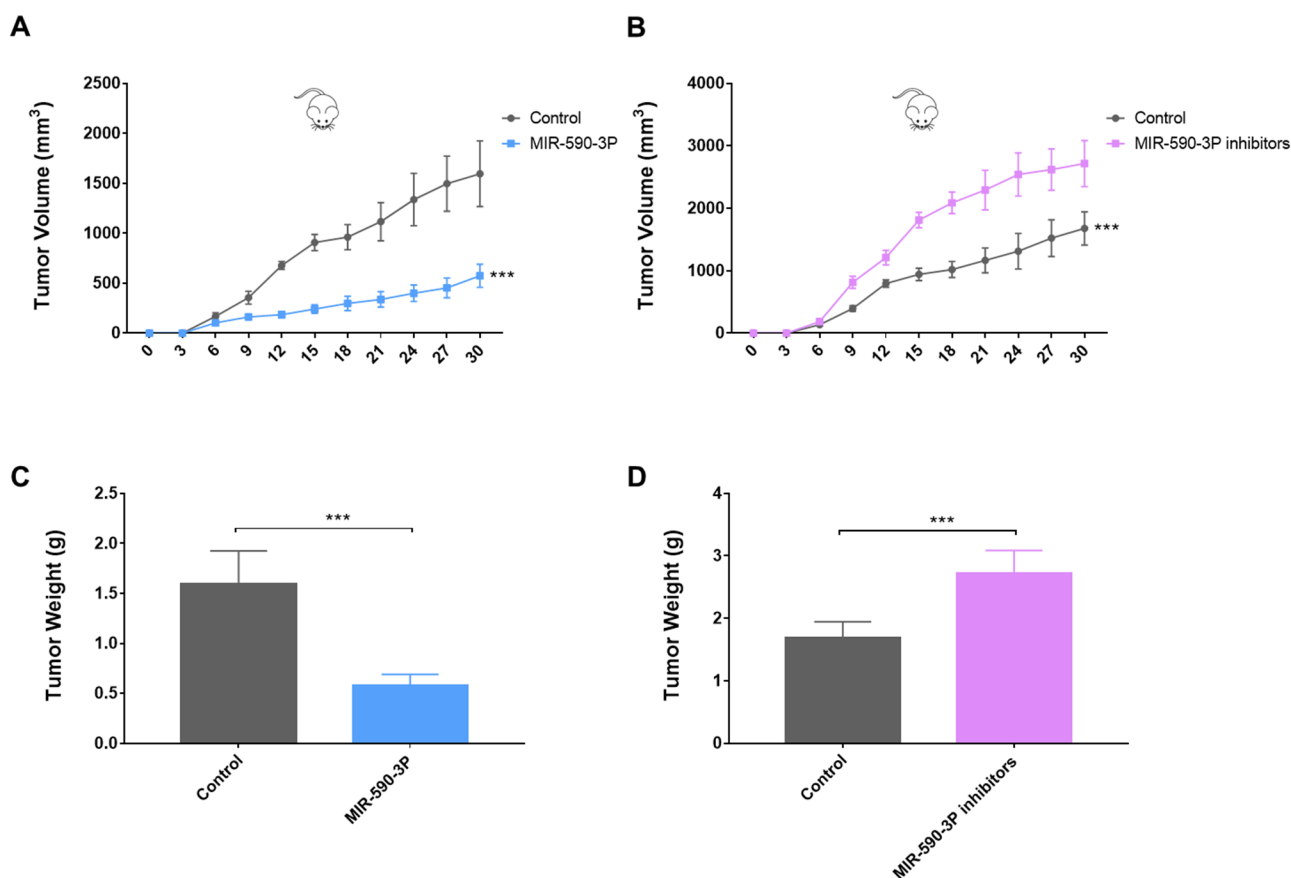 A
Tumor Volume (mm³)
2500
2000
1500
1000
500
0
0 3 6 9 12 15 18 21 24 27 30
Control
MIR-590-3P
***
B
Tumor Volume (mm³)
4000
3000
2000
1000
0
0 3 6 9 12 15 18 21 24 27 30
Control
MIR-590-3P inhibitors
***
C
Tumor Weight (g)
2.5
2.0
1.5
1.0
0.5
0.0
***
Control
MIR-590-3P
D
Tumor Weight (g)
4
3
2
1
0
***
Control
MIR-590-3P inhibitors